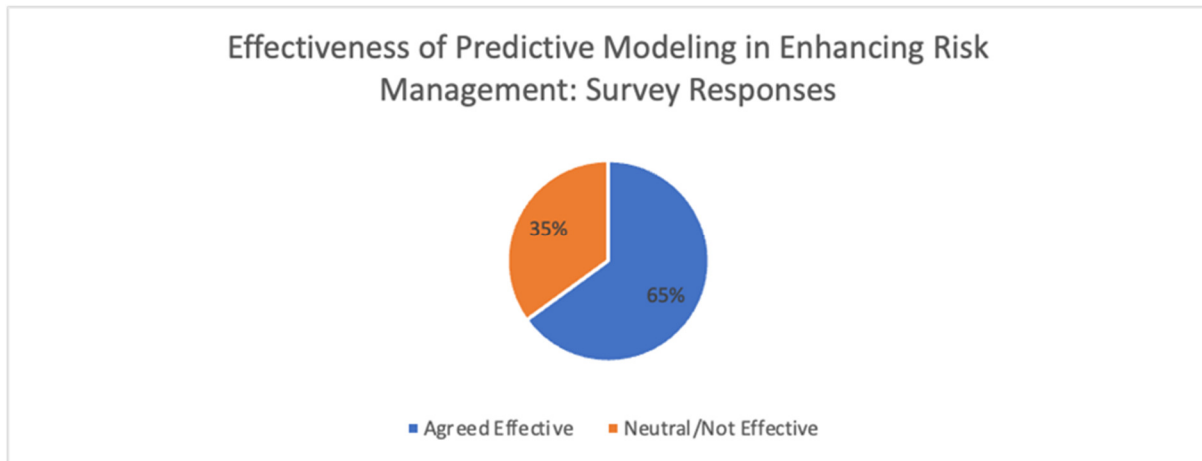 Effectiveness of Predictive Modeling in Enhancing Risk
Management: Survey Responses
35%
65%
Agreed Effective
Neutral/Not Effective